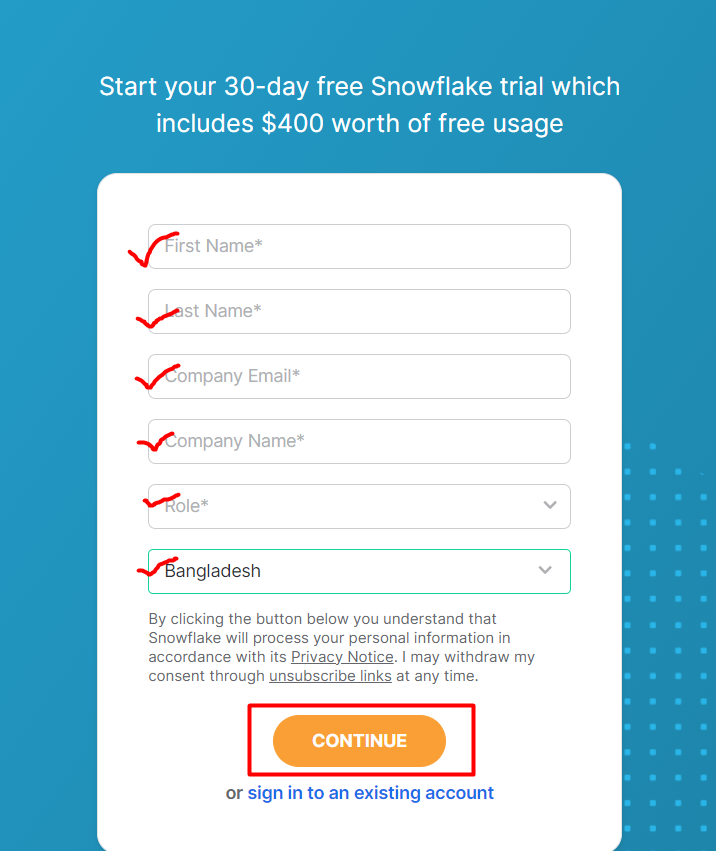 Start your 30-day free Snowflake trial which
includes $400 worth of free usage
First Name*
Last Name*
Company Email*
Company Name*
Role*
Bangladesh
By clicking the button below you understand that
Snowflake will process your personal information in
accordance with its Privacy Notice. I may withdraw my
consent through unsubscribe links at any time.
CONTINUE
or sign in to an existing account